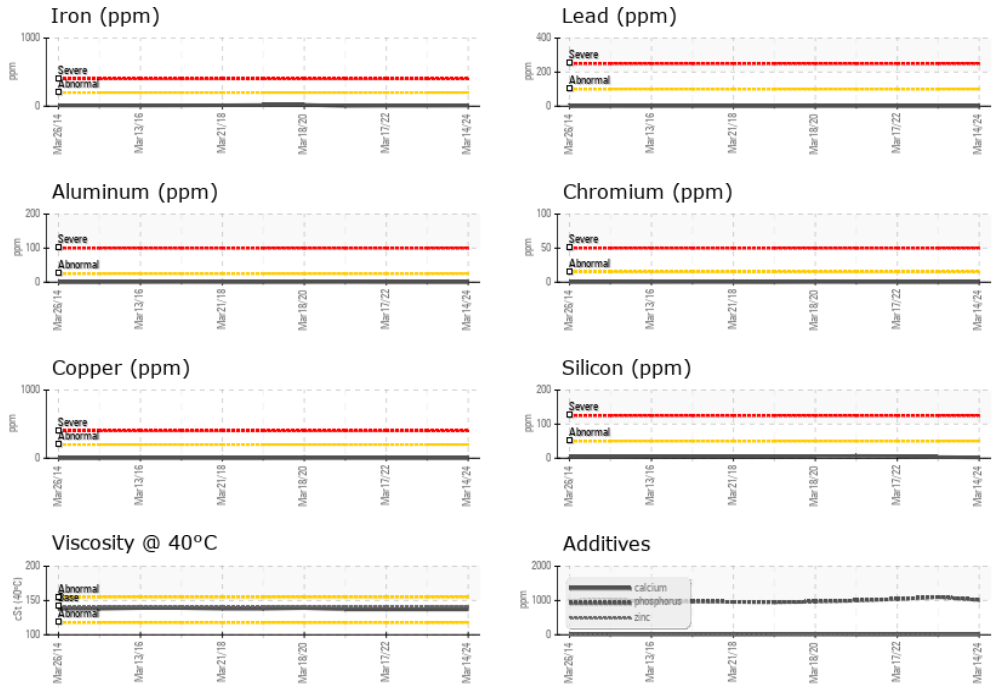 Iron (ppm)
1000
ppm
Severe
Abnormal
0
Mar26/14
Mar13/16
Mar21/18
Mar18/20
Mar17/22
Mar14/24
Lead (ppm)
400
ppm
200
Severe
Abnormal
0
Mar26/14
Mar13/16
Mar21/18
Mar18/20
Mar17/22
Mar14/24
Aluminum (ppm)
200
ppm
Severe
100
Abnormal
0
Mar26/14
Mar13/16
Mar21/18
Mar18/20
Mar17/22
Mar14/24
Chromium (ppm)
100
ppm
Severe
50
Abnormal
0
Mar26/14
Mar13/16
Mar21/18
Mar18/20
Mar17/22
Mar14/24
Copper (ppm)
1000
ppm
Severe
Abnormal
0
Mar26/14
Mar13/16
Mar21/18
Mar18/20
Mar17/22
Mar14/24
Silicon (ppm)
200
ppm
Severe
100
Abnormal
0
Mar26/14
Mar13/16
Mar21/18
Mar18/20
Mar17/22
Mar14/24
Viscosity @ 40°C
200
cSt (40°C)
Abnormal
150
Base
Abnormal
100
Mar26/14
Mar13/16
Mar21/18
Mar18/20
Mar17/22
Mar14/24
Additives
2000
ppm
1000
0
calcium
phosphorus
zinc
Mar26/14
Mar13/16
Mar21/18
Mar18/20
Mar17/22
Mar14/24